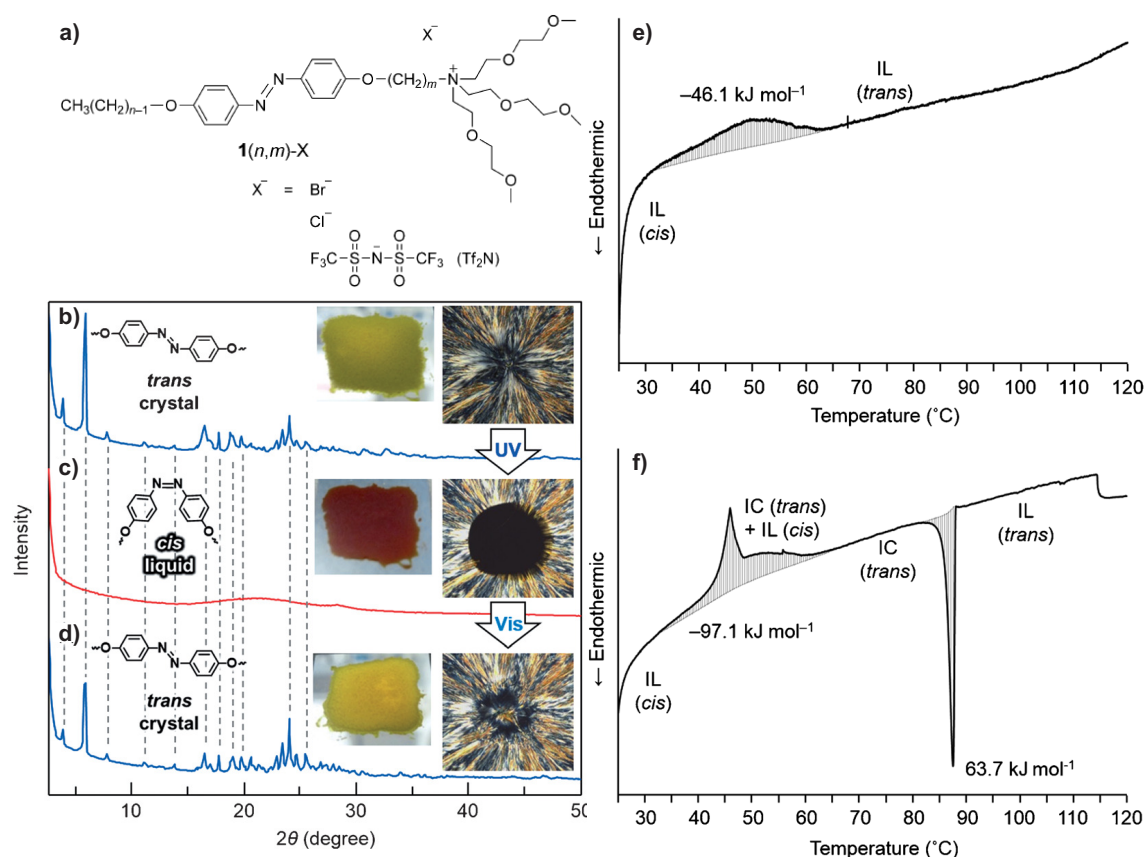 a)
X⁻
CH₃(CH₂)n−1
O
N
N
O
(CH₂)m
N
+
O
O
O
O
O
O
1(n,m)-X
X⁻ = Br⁻
Cl⁻
O O
F₃C–S–N⁻–S–CF₃ (Tf₂N)
O O
b)
O
N
N
O
trans
crystal
UV
c)
N=N
O
O
cis
liquid
Vis
d)
O
N
N
O
trans
crystal
Intensity
10 20 30 40 50
2θ (degree)
e)
IL
(trans)
−46.1 kJ mol⁻¹
IL
(cis)
← Endothermic
30 40 50 60 70 80 90 100 110 120
Temperature (˚C)
f)
IC (trans)
+ IL (cis)
IL
(trans)
IC
(trans)
−97.1 kJ mol⁻¹
IL
(cis)
63.7 kJ mol⁻¹
← Endothermic
30 40 50 60 70 80 90 100 110 120
Temperature (˚C)